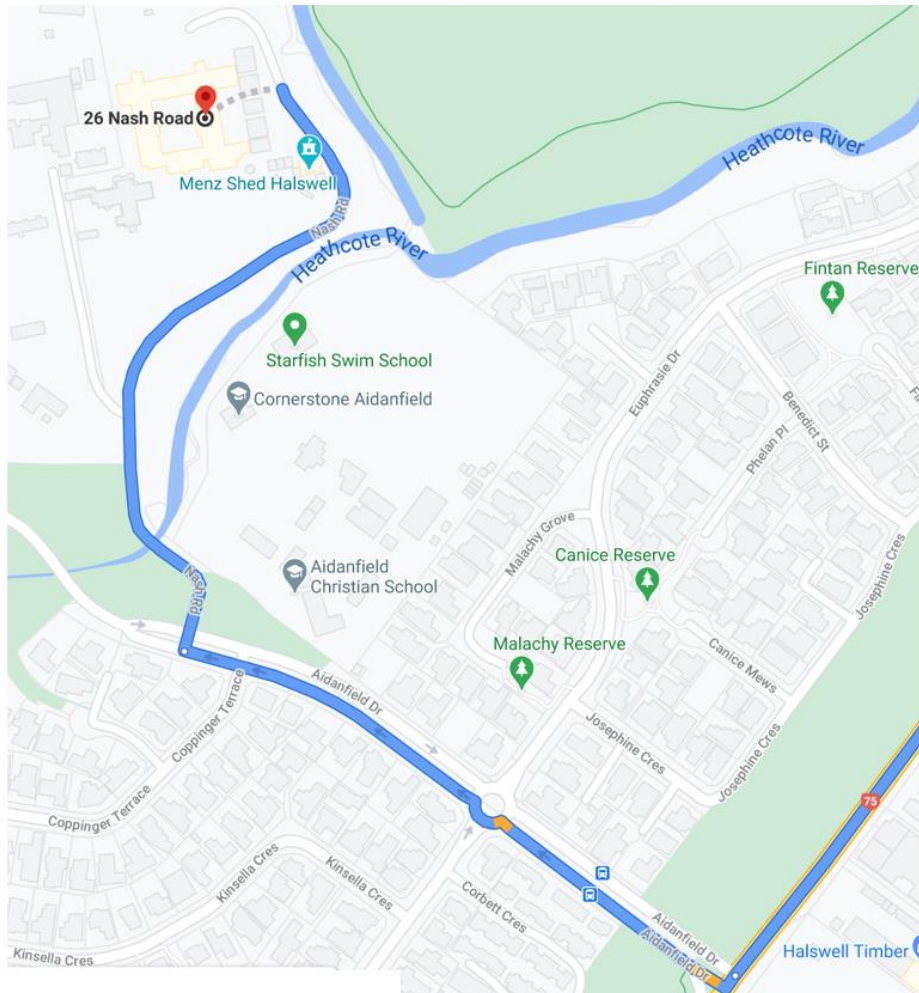 26 Nash Road
Menz Shed Halswell
Nash Rd
Heathcote River
Heathcote River
Fintan Reserve
Starfish Swim School
Cornerstone Aidanfield
Euphrasie Dr
Benedict St
Phelan Pl
Malachy Grove
Canice Reserve
Aidanfield
Christian School
Josephine Cres
Nash Rd
Malachy Reserve
Canice Mews
Aidanfield Dr
Coppinger Terrace
Josephine Cres
Josephine Cres
75
Coppinger Terrace
Kinsella Cres
Kinsella Cres
Corbett Cres
Aidanfield Dr
Aidanfield Dr
Halswell Timber
Kinsella Cres